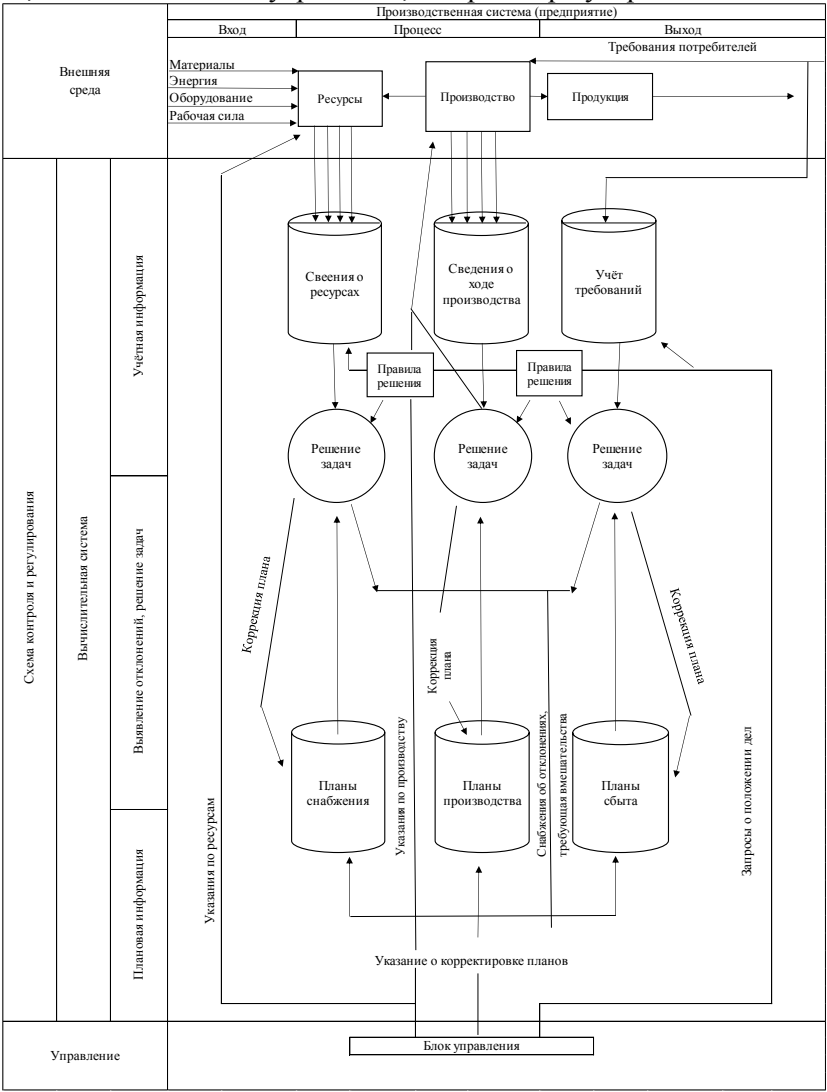 Производственная система (предприятие)
Вход
Процесс
Выход
Внешняя
среда
Требования потребителей
Материалы
Энергия
Оборудование
Рабочая сила
Ресурсы
Производство
Продукция
Схема контроля и регулирования
Вычислительная система
Учётная информация
Свеения о
ресурсах
Сведения о
ходе
производства
Учёт
требований
Правила
решения
Правила
решения
Решение
задач
Решение
задач
Решение
задач
Выявление отклонений, решение задач
Коррекция плана
Коррекция
плана
Коррекция плана
Планы
снабжения
Планы
производства
Планы
сбыта
Указания по ресурсам
Указания по производству
Снабжения об отклонениях,
требующая вмешательства
Запросы о положении дел
Плановая информация
Указание о корректировке планов
Управление
Блок управления